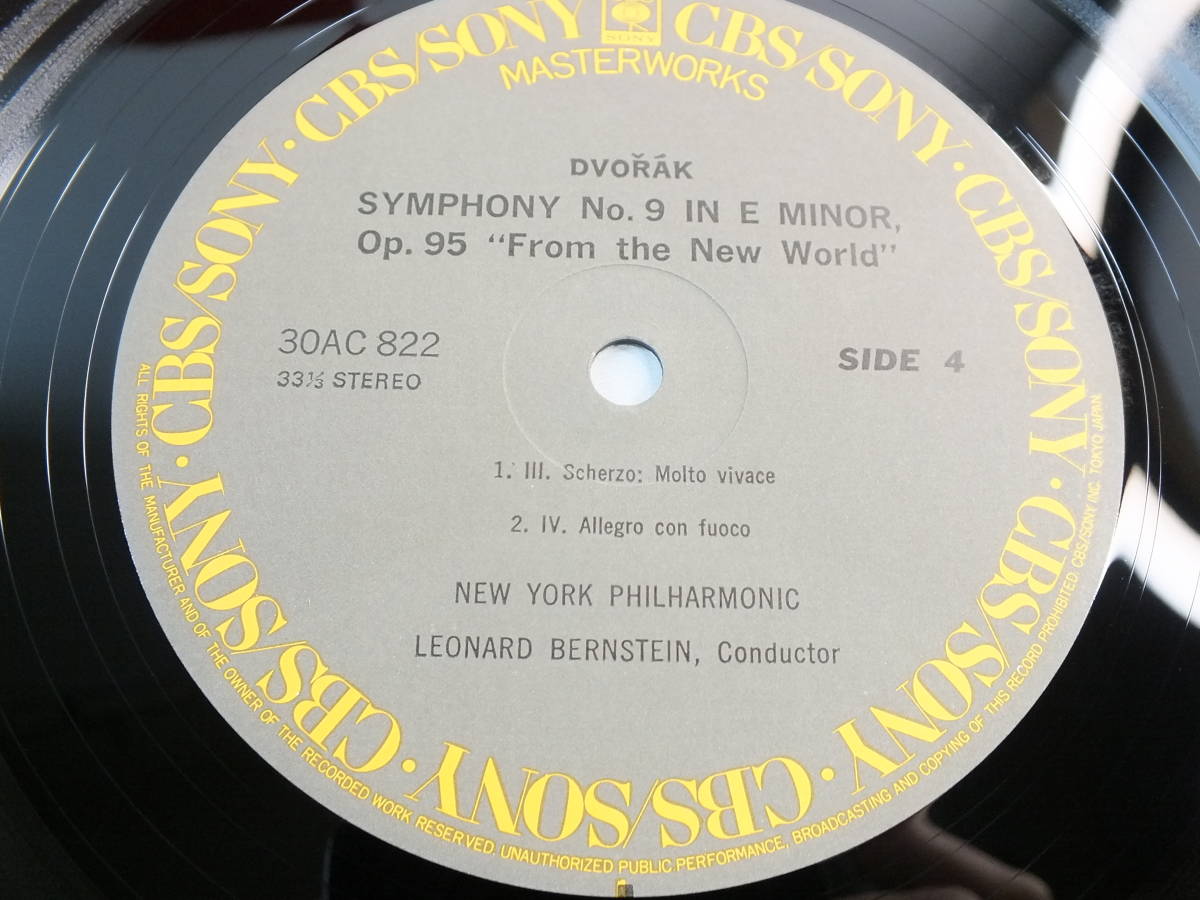 CBS/SONY · CBS/SONY · CBS/SONY · CBS/SONY · CBS/SONY · CBS/SONY · CBS/SONY · CBS/SONY · CBS/SONY
SONY
MASTERWORKS
DVOŘÁK
SYMPHONY No. 9 IN E MINOR,
Op. 95 “From the New World”
30AC 822
33⅓ STEREO
SIDE 4
1. III. Scherzo: Molto vivace
2. IV. Allegro con fuoco
NEW YORK PHILHARMONIC
LEONARD BERNSTEIN, Conductor
ALL RIGHTS OF THE MANUFACTURER AND OF THE OWNER OF THE RECORDED WORK RESERVED. UNAUTHORIZED PUBLIC PERFORMANCE, BROADCASTING AND COPYING OF THIS RECORD PROHIBITED. CBS/SONY INC. TOKYO JAPAN.